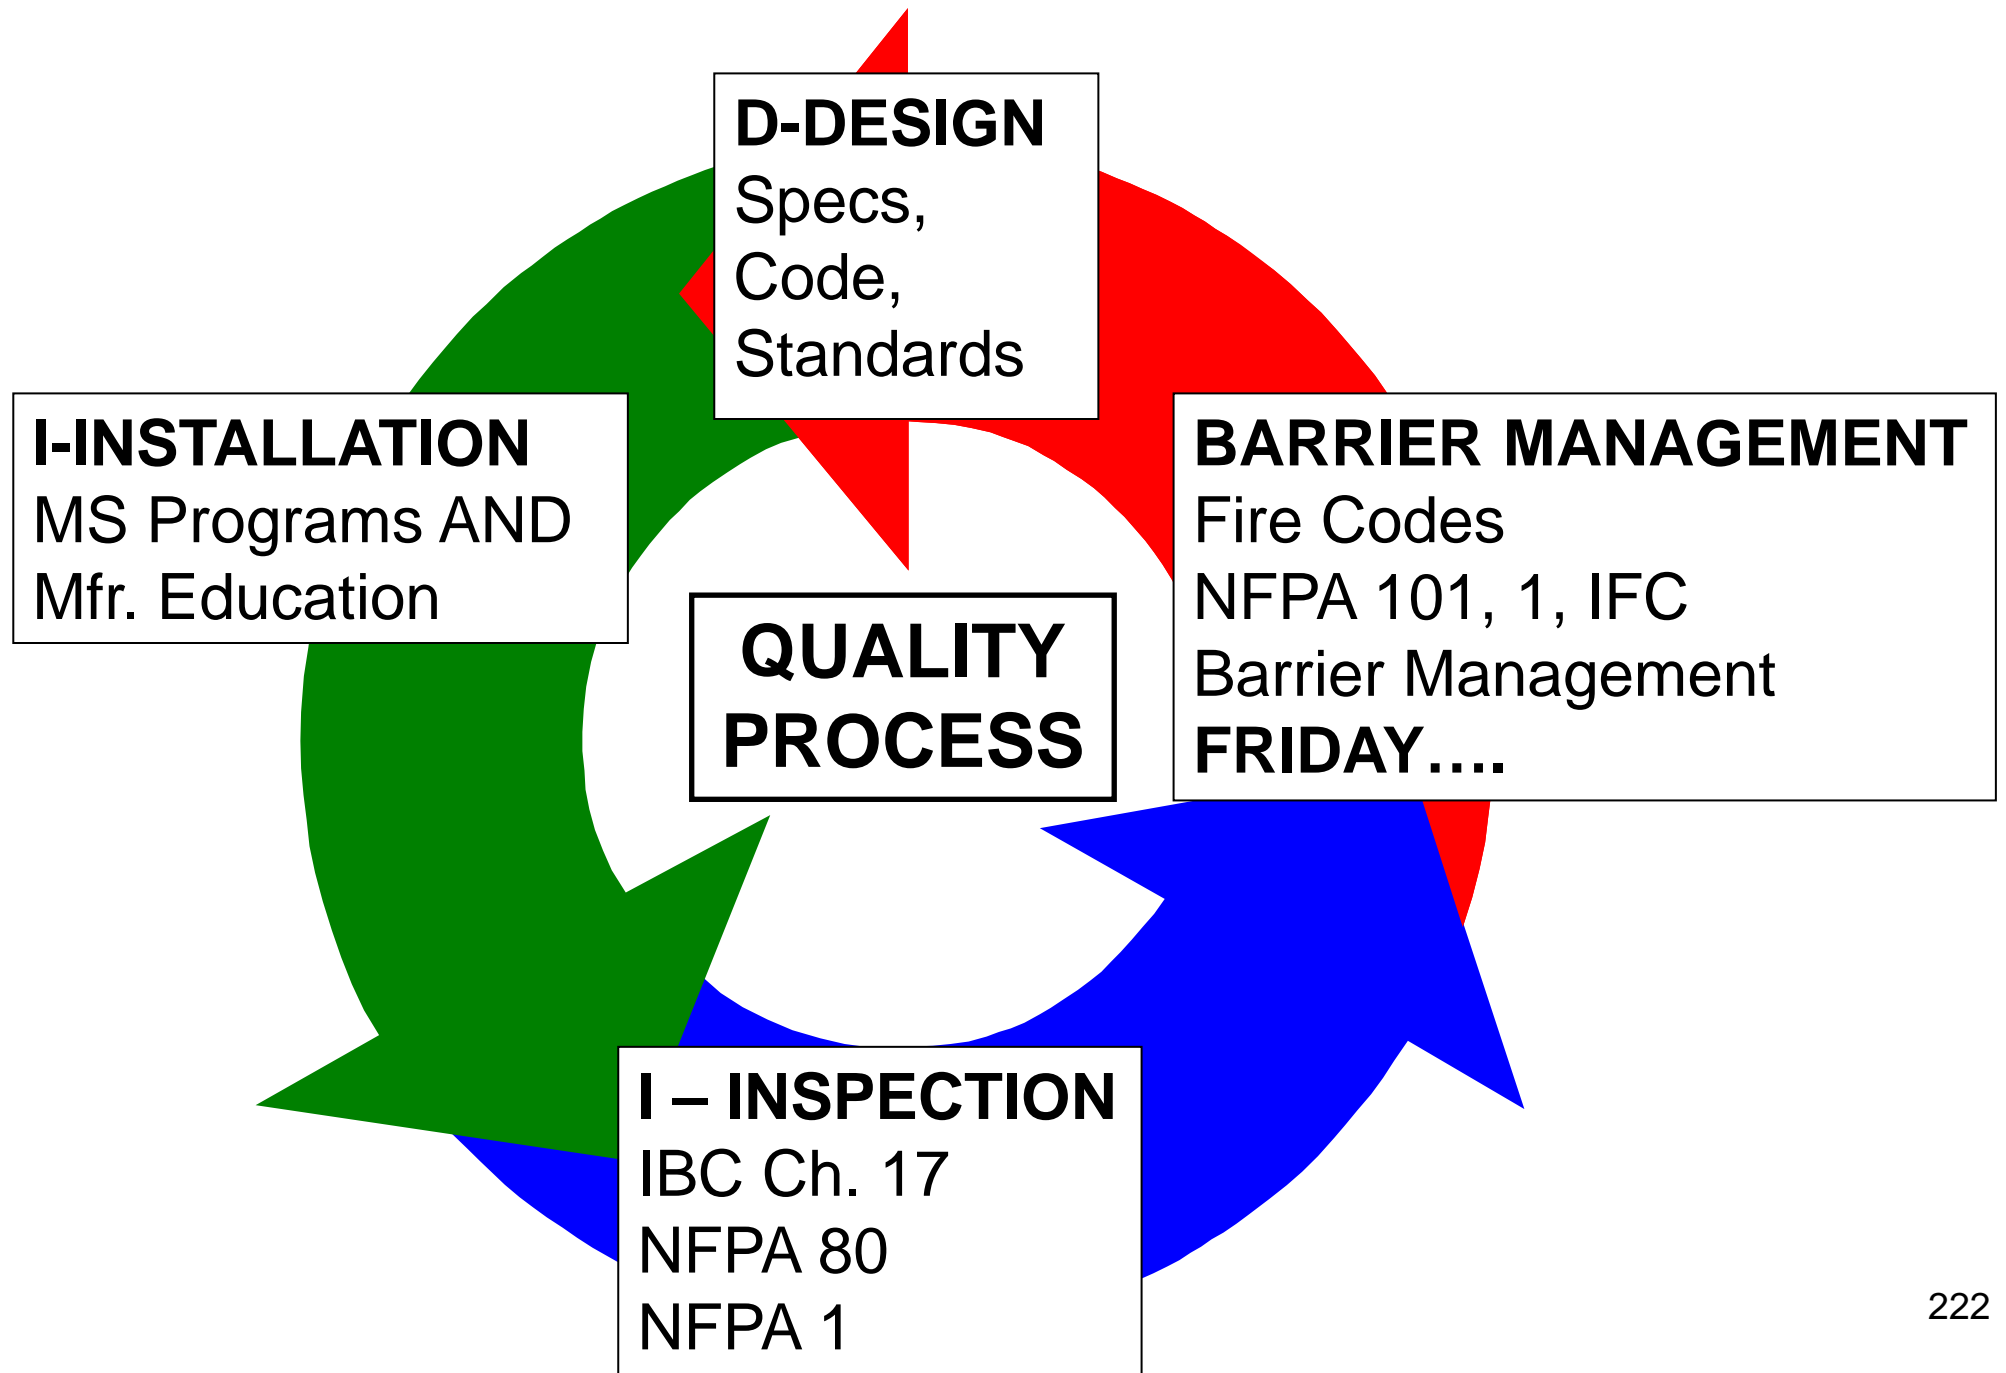 D-DESIGN
Specs,
Code,
Standards
I-INSTALLATION
MS Programs AND
Mfr. Education
BARRIER MANAGEMENT
Fire Codes
NFPA 101, 1, IFC
Barrier Management
FRIDAY....
QUALITY
PROCESS
I – INSPECTION
IBC Ch. 17
NFPA 80
NFPA 1
222